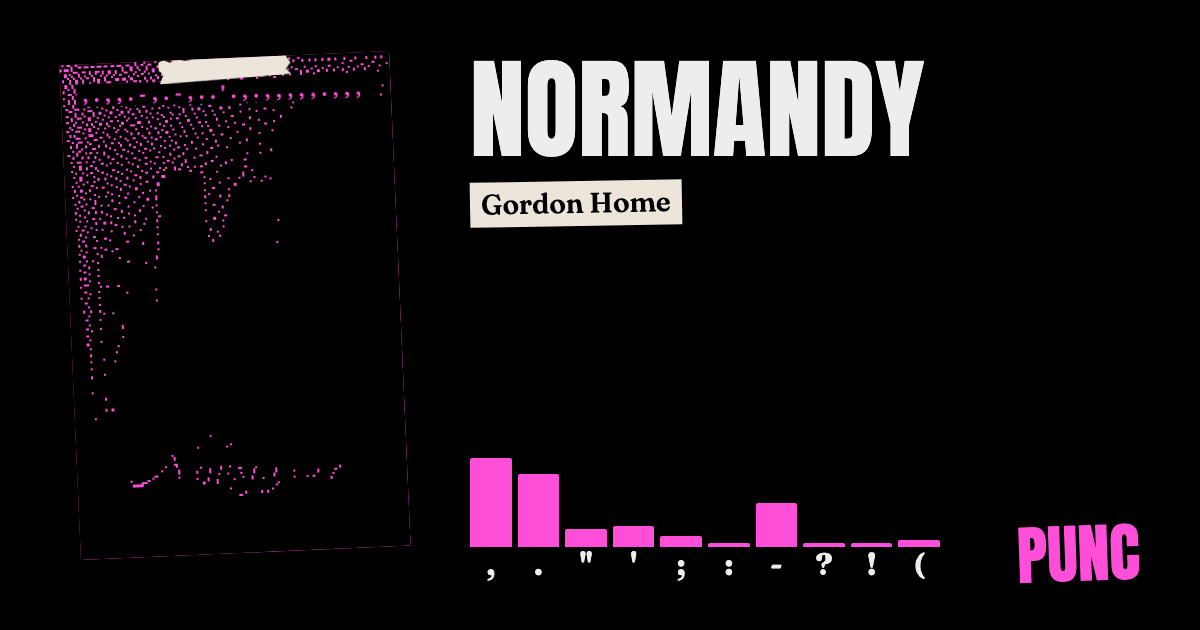 NORMANDY
Gordon Home
, . " ' ; : - ? ! (
PUNC